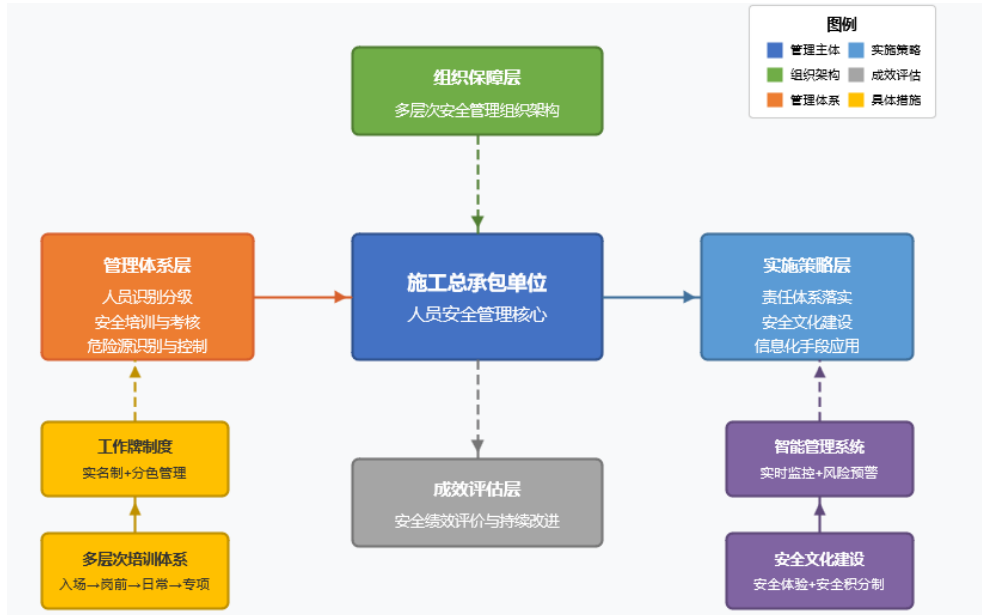 图例
管理主体
实施策略
组织架构
成效评估
管理体系
具体措施
组织保障层
多层次安全管理组织架构
管理体系层
人员识别分级
安全培训与考核
危险源识别与控制
施工总承包单位
人员安全管理核心
实施策略层
责任体系落实
安全文化建设
信息化手段应用
工作牌制度
实名制+分色管理
智能管理系统
实时监控+风险预警
成效评估层
安全绩效评价与持续改进
多层次培训体系
入场→岗前→日常→专项
安全文化建设
安全体验+安全积分制